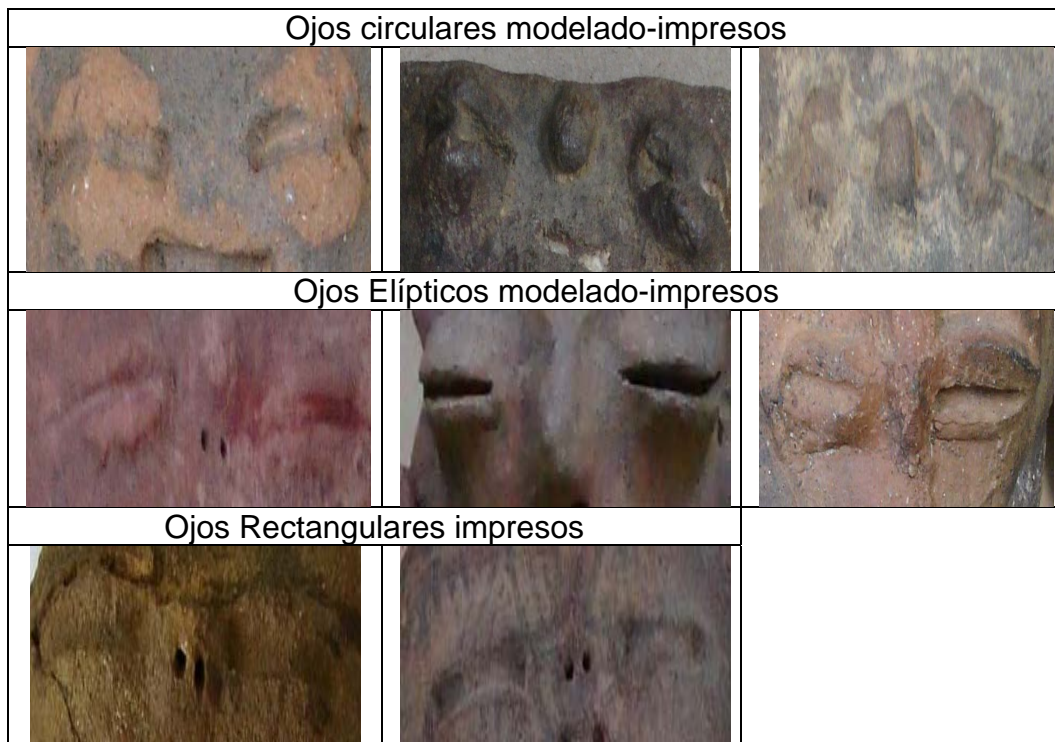 Ojos circulares modelado-impresos
Ojos Elípticos modelado-impresos
Ojos Rectangulares impresos